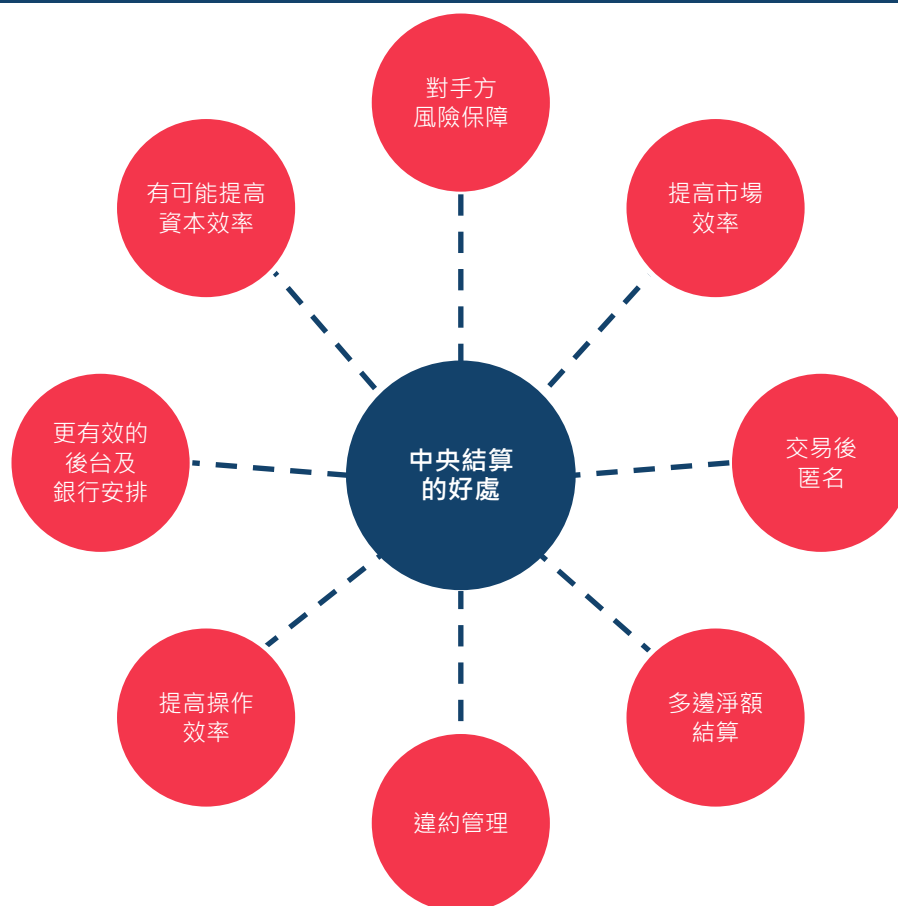 對手方
風險保障
有可能提高
資本效率
提高市場
效率
更有效的
後台及
銀行安排
中央結算
的好處
交易後
匿名
提高操作
效率
多邊淨額
結算
違約管理